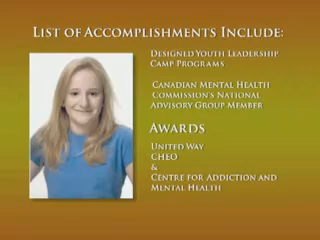 List of Accomplishments Include:
Designed Youth Leadership
Camp Programs
Canadian Mental Health
Commission's National
Advisory Group Member
Awards
United Way
CHEO
&
Centre for Addiction and
Mental Health